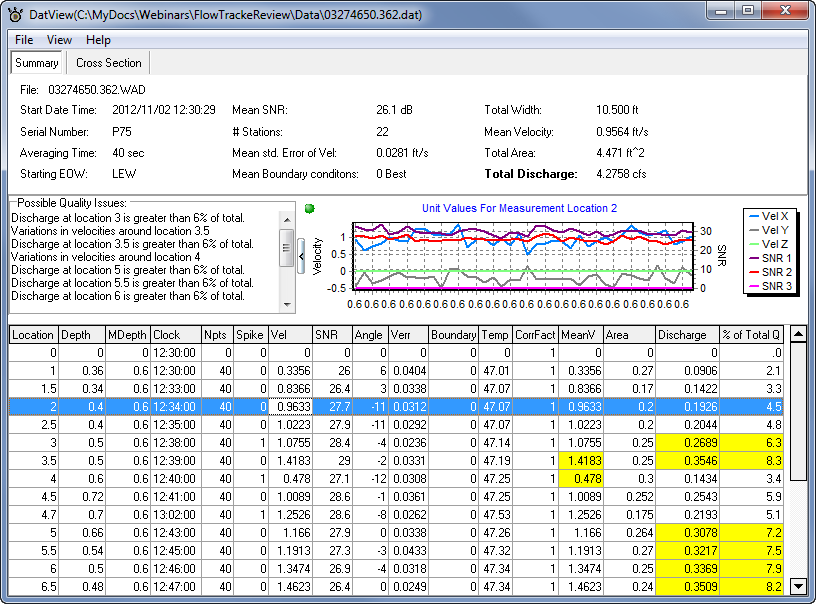 DatView(C:\MyDocs\Webinars\FlowTrackeReview\Data\03274650.362.dat)
File View Help
Summary Cross Section
File: 03274650.362.WAD
Start Date Time: 2012/11/02 12:30:29 Mean SNR: 26.1 dB Total Width: 10.500 ft
Serial Number: P75 # Stations: 22 Mean Velocity: 0.9564 ft/s
Averaging Time: 40 sec Mean std. Error of Vel: 0.0281 ft/s Total Area: 4.471 ft^2
Starting EOW: LEW Mean Boundary conditons: 0 Best Total Discharge: 4.2758 cfs
Possible Quality Issues:
Discharge at location 3 is greater than 6% of total.
Variations in velocities around location 3.5
Discharge at location 3.5 is greater than 6% of total.
Variations in velocities around location 4
Discharge at location 5 is greater than 6% of total.
Discharge at location 5.5 is greater than 6% of total.
Discharge at location 6 is greater than 6% of total.
Unit Values For Measurement Location 2
Velocity
1
0.5
0
-0.5
30
20
10
0
SNR
0.6 0.6 0.6 0.6 0.6 0.6 0.6 0.6 0.6 0.6 0.6 0.6 0.6 0.6 0.6 0.6
Vel X
Vel Y
Vel Z
SNR 1
SNR 2
SNR 3
Location Depth MDepth Clock Npts Spike Vel SNR Angle Verr Boundary Temp CorrFact MeanV Area Discharge % of Total Q
0 0 0 12:30:00 0 0 0 0 0 0 0 0 1 0 0 0 .0
1 0.36 0.6 12:30:00 40 0 0.3356 26 6 0.0404 0 47.01 1 0.3356 0.27 0.0906 2.1
1.5 0.34 0.6 12:33:00 40 0 0.8366 26.4 3 0.0338 0 47.07 1 0.8366 0.17 0.1422 3.3
2 0.4 0.6 12:34:00 40 0 0.9633 27.7 -11 0.0312 0 47.07 1 0.9633 0.2 0.1926 4.5
2.5 0.4 0.6 12:35:00 40 0 1.0223 27.9 -11 0.0292 0 47.07 1 1.0223 0.2 0.2044 4.8
3 0.5 0.6 12:38:00 40 1 1.0755 28.4 -4 0.0236 0 47.14 1 1.0755 0.25 0.2689 6.3
3.5 0.5 0.6 12:39:00 40 0 1.4183 29 -2 0.0331 0 47.19 1 1.4183 0.25 0.3546 8.3
4 0.6 0.6 12:40:00 40 1 0.478 27.1 -12 0.0308 0 47.25 1 0.478 0.3 0.1434 3.4
4.5 0.72 0.6 12:41:00 40 0 1.0089 28.6 -1 0.0361 0 47.25 1 1.0089 0.252 0.2543 5.9
4.7 0.7 0.6 13:02:00 40 1 1.2526 28.6 -8 0.0262 0 47.53 1 1.2526 0.175 0.2193 5.1
5 0.66 0.6 12:43:00 40 0 1.166 27.9 0 0.0338 0 47.26 1 1.166 0.264 0.3078 7.2
5.5 0.54 0.6 12:45:00 40 0 1.1913 27.3 -3 0.0433 0 47.32 1 1.1913 0.27 0.3217 7.5
6 0.5 0.6 12:46:00 40 0 1.3474 26.9 -4 0.0318 0 47.34 1 1.3474 0.25 0.3369 7.9
6.5 0.48 0.6 12:47:00 40 0 1.4623 26.4 0 0.0249 0 47.34 1 1.4623 0.24 0.3509 8.2